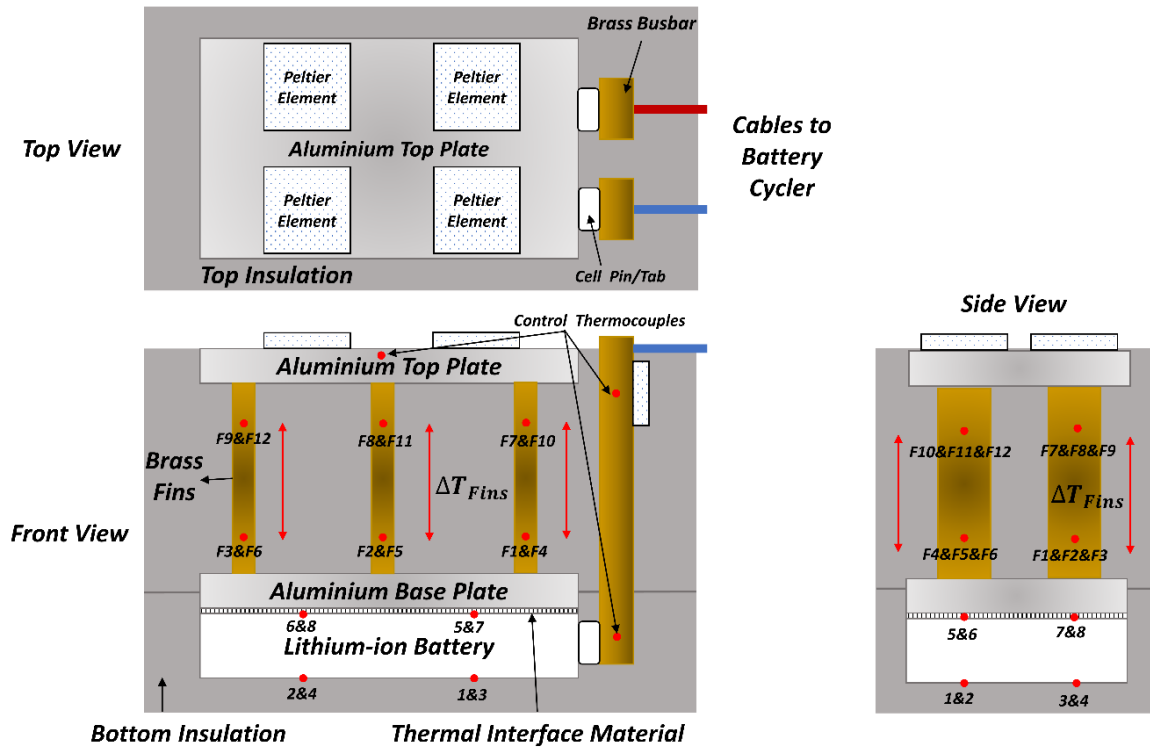 Brass Busbar
Peltier
Element
Peltier
Element
Top View
Aluminium Top Plate
Cables to
Battery
Cycler
Peltier
Element
Peltier
Element
Top Insulation
Cell Pin/Tab
Control Thermocouples
Side View
Aluminium Top Plate
F9&F12
F8&F11
F7&F10
F10&F11&F12
F7&F8&F9
Brass
Fins
ΔT_Fins
ΔT_Fins
Front View
F3&F6
F2&F5
F1&F4
F4&F5&F6
F1&F2&F3
Aluminium Base Plate
6&8
5&7
5&6
7&8
Lithium-ion Battery
2&4
1&3
1&2
3&4
Bottom Insulation
Thermal Interface Material